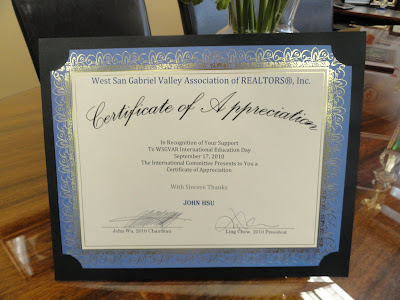 West San Gabriel Valley Association of REALTORS®, Inc.
Certificate of Appreciation
In Recognition of Your Support
To WSGVAR International Education Day
September 17, 2010
The International Committee Presents to You a
Certificate of Appreciation
With Sincere Thanks
JOHN HSU
John Wu, 2010 Chairman
Ling Chow, 2010 President